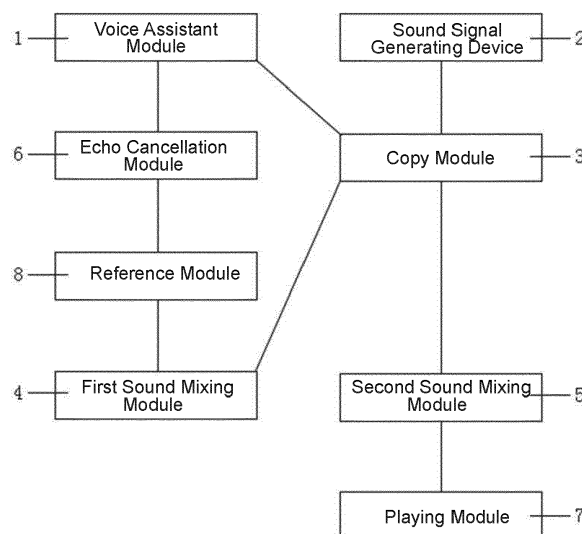 1
Voice Assistant
Module
Sound Signal
Generating Device
2
6
Echo Cancellation
Module
Copy Module
3
8
Reference Module
4
First Sound Mixing
Module
Second Sound Mixing
Module
5
Playing Module
7